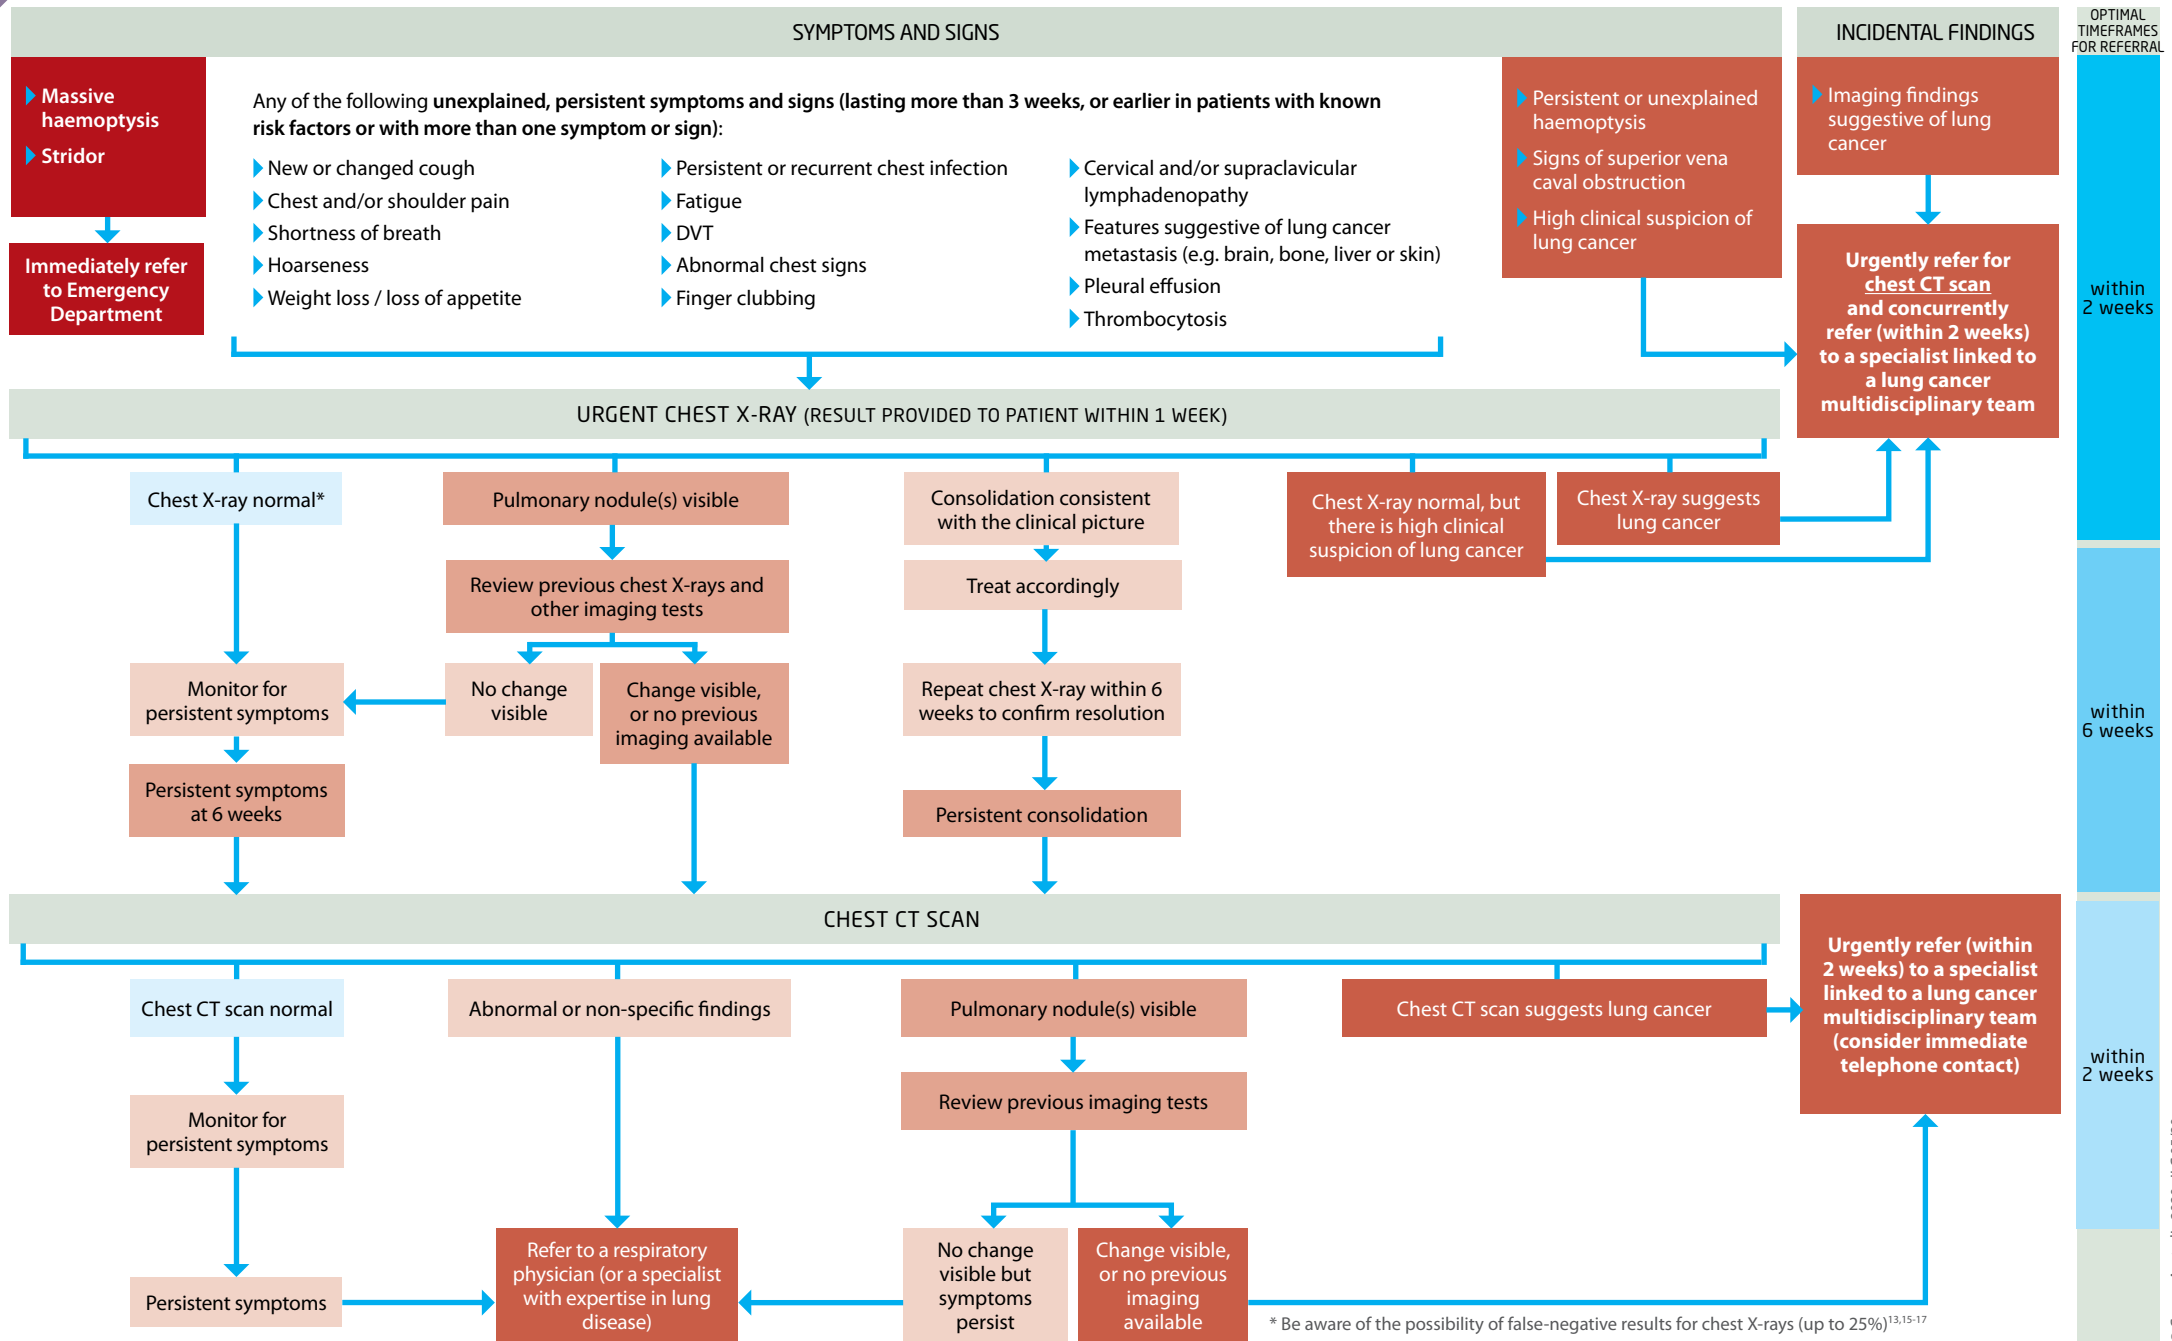 SYMPTOMS AND SIGNS
INCIDENTAL FINDINGS
OPTIMAL
TIMEFRAMES
FOR REFERRAL
Massive
haemoptysis
Stridor
Immediately refer
to Emergency
Department
Any of the following unexplained, persistent symptoms and signs (lasting more than 3 weeks, or earlier in patients with known
risk factors or with more than one symptom or sign):
New or changed cough
Chest and/or shoulder pain
Shortness of breath
Hoarseness
Weight loss / loss of appetite
Persistent or recurrent chest infection
Fatigue
DVT
Abnormal chest signs
Finger clubbing
Cervical and/or supraclavicular
lymphadenopathy
Features suggestive of lung cancer
metastasis (e.g. brain, bone, liver or skin)
Pleural effusion
Thrombocytosis
Persistent or unexplained
haemoptysis
Signs of superior vena
caval obstruction
High clinical suspicion of
lung cancer
Imaging findings
suggestive of lung
cancer
Urgently refer for
chest CT scan
and concurrently
refer (within 2 weeks)
to a specialist linked to
a lung cancer
multidisciplinary team
within
2 weeks
URGENT CHEST X-RAY (RESULT PROVIDED TO PATIENT WITHIN 1 WEEK)
Chest X-ray normal*
Pulmonary nodule(s) visible
Consolidation consistent
with the clinical picture
Chest X-ray normal, but
there is high clinical
suspicion of lung cancer
Chest X-ray suggests
lung cancer
Review previous chest X-rays and
other imaging tests
Treat accordingly
Monitor for
persistent symptoms
No change
visible
Change visible,
or no previous
imaging available
Repeat chest X-ray within 6
weeks to confirm resolution
within
6 weeks
Persistent symptoms
at 6 weeks
Persistent consolidation
CHEST CT SCAN
Chest CT scan normal
Abnormal or non-specific findings
Pulmonary nodule(s) visible
Chest CT scan suggests lung cancer
Urgently refer (within
2 weeks) to a specialist
linked to a lung cancer
multidisciplinary team
(consider immediate
telephone contact)
within
2 weeks
Monitor for
persistent symptoms
Review previous imaging tests
Persistent symptoms
Refer to a respiratory
physician (or a specialist
with expertise in lung
disease)
No change
visible but
symptoms
persist
Change visible,
or no previous
imaging
available
* Be aware of the possibility of false-negative results for chest X-rays (up to 25%)13,15-17